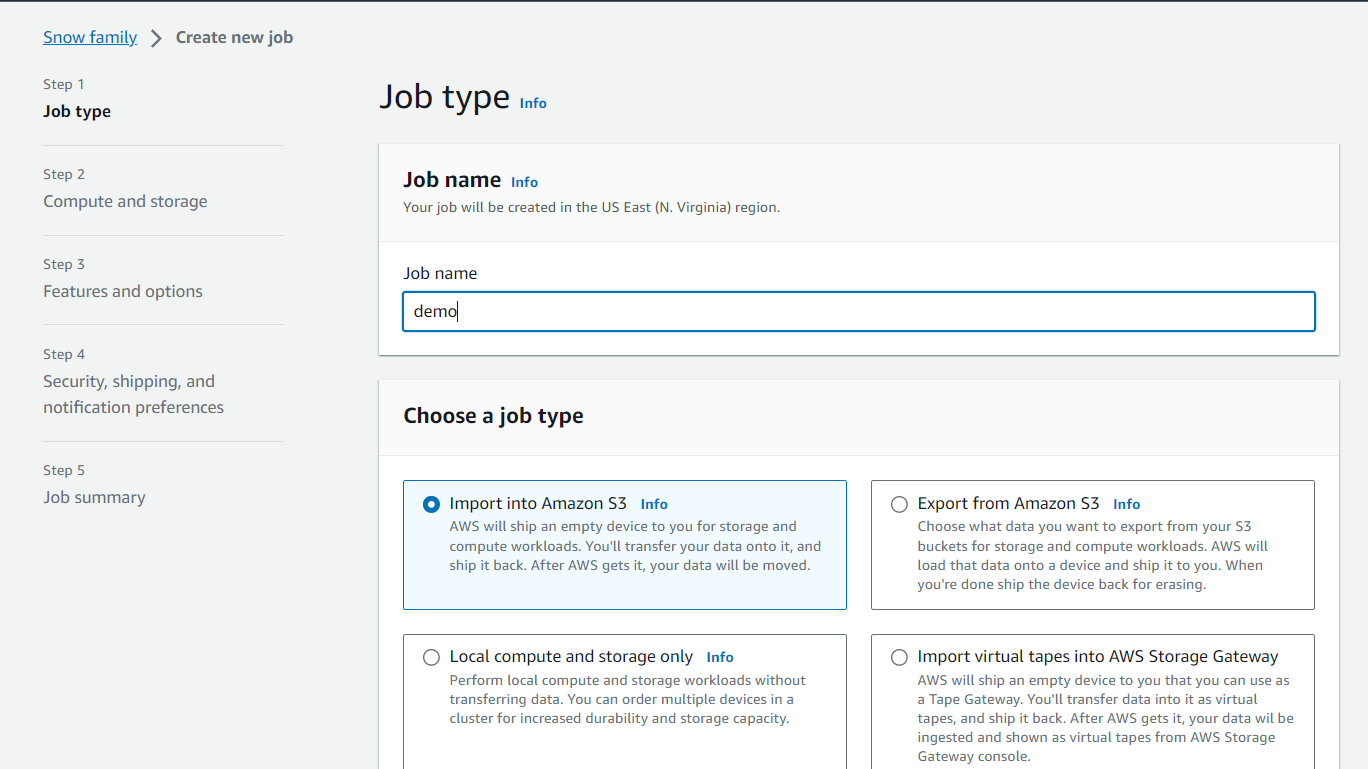 Snow family > Create new job
Step 1
Job type
Step 2
Compute and storage
Step 3
Features and options
Step 4
Security, shipping, and
notification preferences
Step 5
Job summary
Job type Info
Job name Info
Your job will be created in the US East (N. Virginia) region.
Job name
demo
Choose a job type
Import into Amazon S3 Info
AWS will ship an empty device to you for storage and
compute workloads. You'll transfer your data onto it, and
ship it back. After AWS gets it, your data will be moved.
Export from Amazon S3 Info
Choose what data you want to export from your S3
buckets for storage and compute workloads. AWS will
load that data onto a device and ship it to you. When
you're done ship the device back for erasing.
Local compute and storage only Info
Perform local compute and storage workloads without
transferring data. You can order multiple devices in a
cluster for increased durability and storage capacity.
Import virtual tapes into AWS Storage Gateway
AWS will ship an empty device to you that you can use as
a Tape Gateway. You'll transfer data into it as virtual
tapes, and ship it back. After AWS gets it, your data wil be
ingested and shown as virtual tapes from AWS Storage
Gateway console.